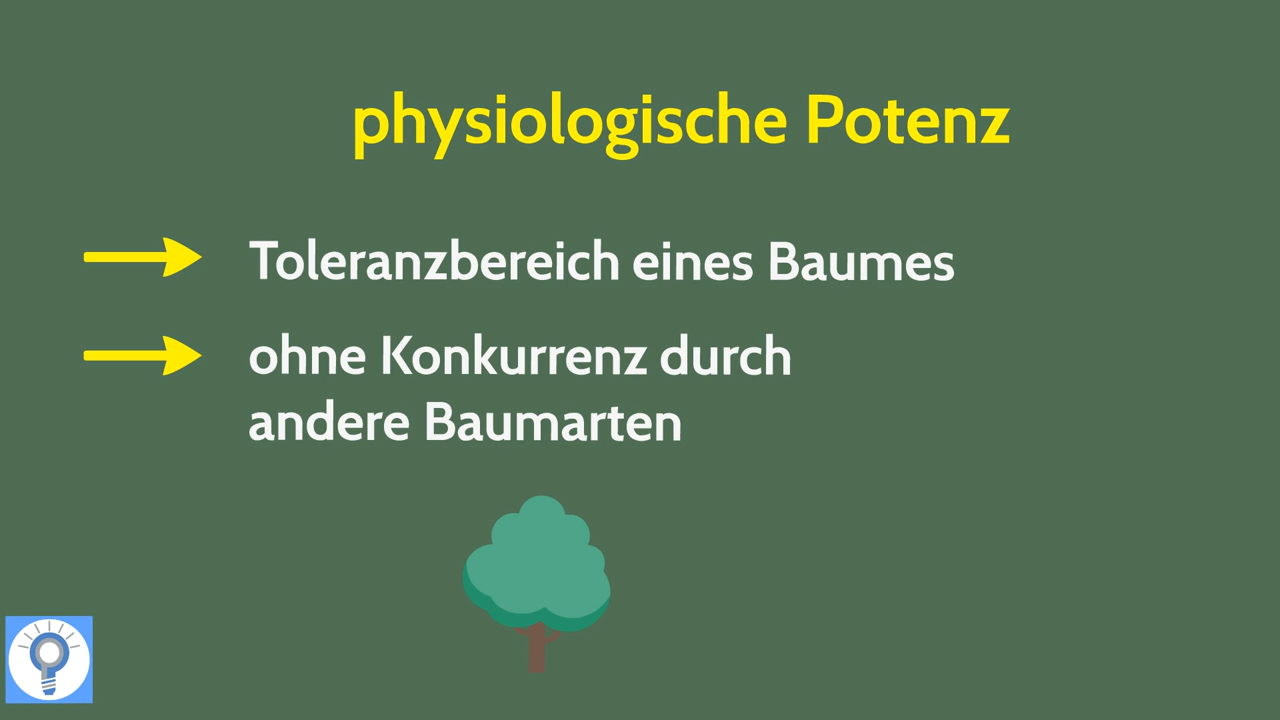 physiologische Potenz
Toleranzbereich eines Baumes
ohne Konkurrenz durch
andere Baumarten